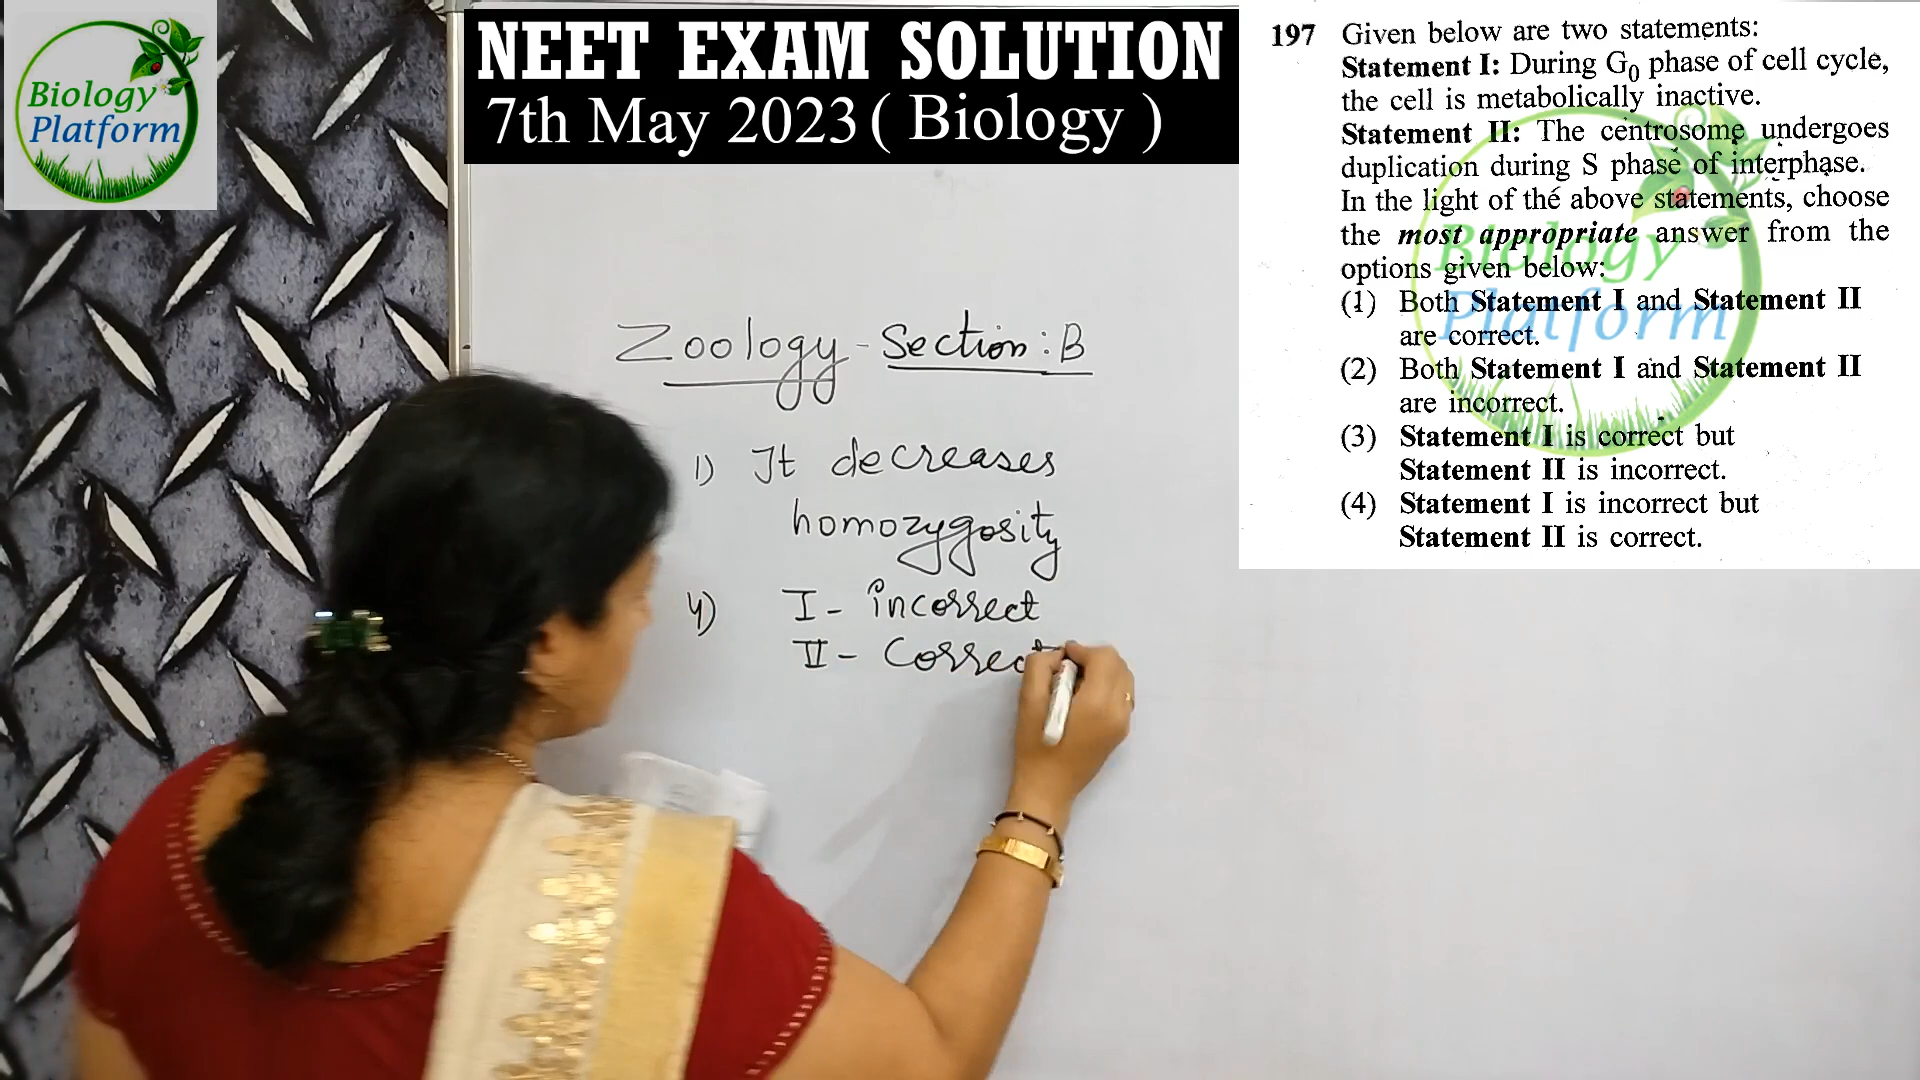 Biology
Platform
NEET EXAM SOLUTION
7th May 2023 ( Biology )
Zoology - Section : B
1) It decreases
homozygosity
4) I - incorrect
II - Correct
197 Given below are two statements:
Statement I: During G₀ phase of cell cycle,
the cell is metabolically inactive.
Statement II: The centrosome undergoes
duplication during S phase of interphase.
In the light of the above statements, choose
the most appropriate answer from the
options given below:
(1) Both Statement I and Statement II
are correct.
(2) Both Statement I and Statement II
are incorrect.
(3) Statement I is correct but
Statement II is incorrect.
(4) Statement I is incorrect but
Statement II is correct.
Biology
Platform